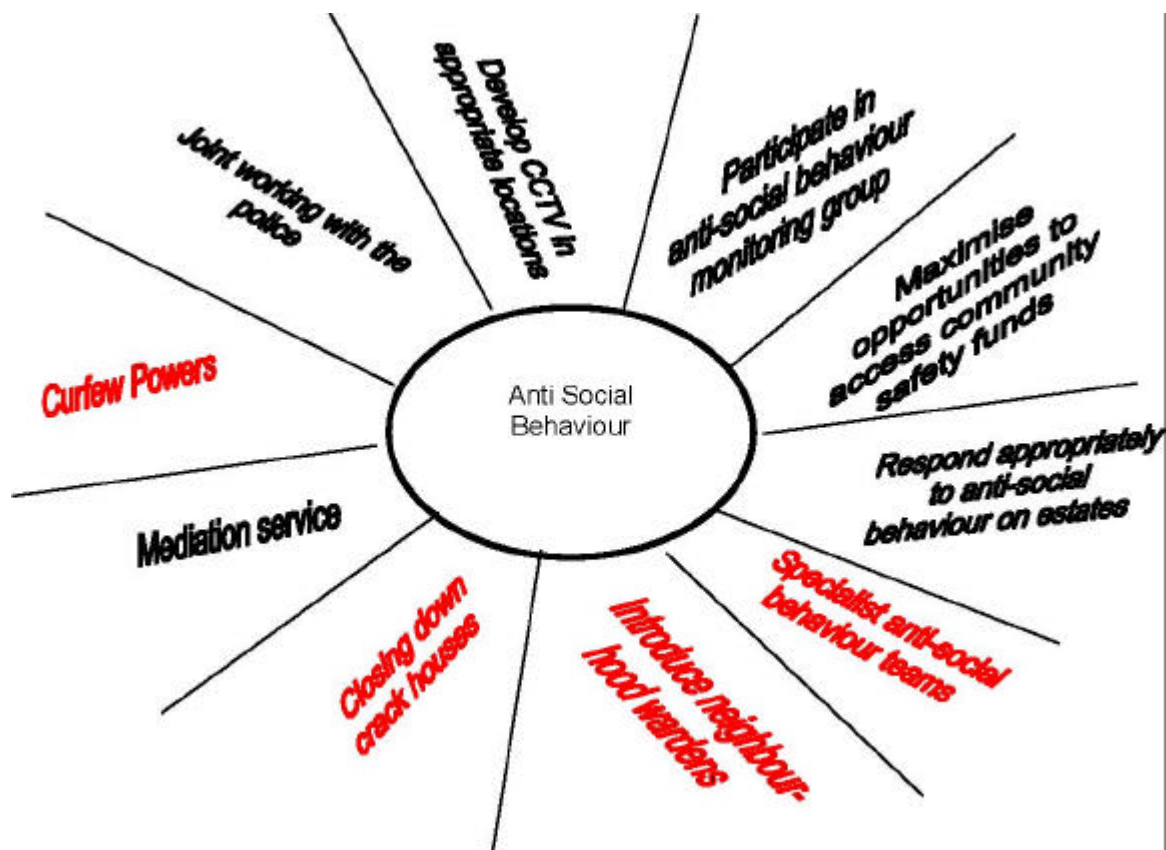 Anti Social
Behaviour
Develop CCTV in
appropriate locations
Participate in
anti-social behaviour
monitoring group
Maximise
opportunities to
access community
safety funds
Respond appropriately
to anti-social
behaviour on estates
Specialist anti-social
behaviour teams
Introduce neighbour-
hood wardens
Closing down
crack houses
Mediation service
Curfew Powers
Joint working with the
police